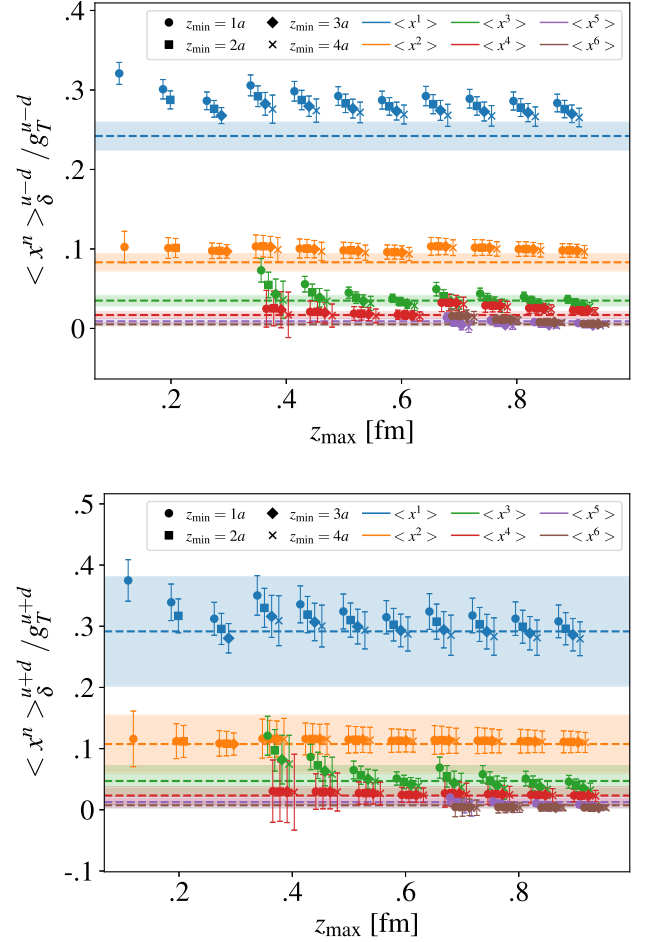 z_min = 1a z_min = 3a < x^1 > < x^3 > < x^5 >
z_min = 2a z_min = 4a < x^2 > < x^4 > < x^6 >
.4
.3
.2
.1
0
< x^n >_δ^{u−d} / g_T^{u−d}
.2 .4 .6 .8
z_max [fm]
z_min = 1a z_min = 3a < x^1 > < x^3 > < x^5 >
z_min = 2a z_min = 4a < x^2 > < x^4 > < x^6 >
.5
.4
.3
.2
.1
0
-.1
< x^n >_δ^{u+d} / g_T^{u+d}
.2 .4 .6 .8
z_max [fm]